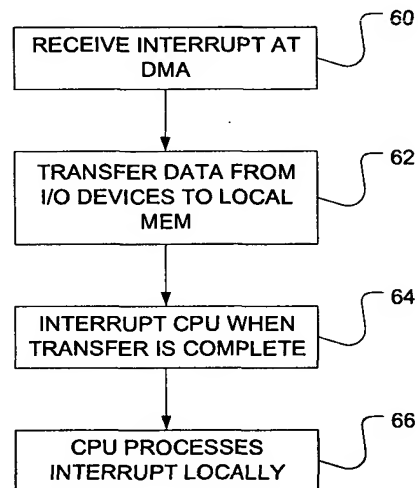 60
RECEIVE INTERRUPT AT
DMA
62
TRANSFER DATA FROM
I/O DEVICES TO LOCAL
MEM
64
INTERRUPT CPU WHEN
TRANSFER IS COMPLETE
66
CPU PROCESSES
INTERRUPT LOCALLY